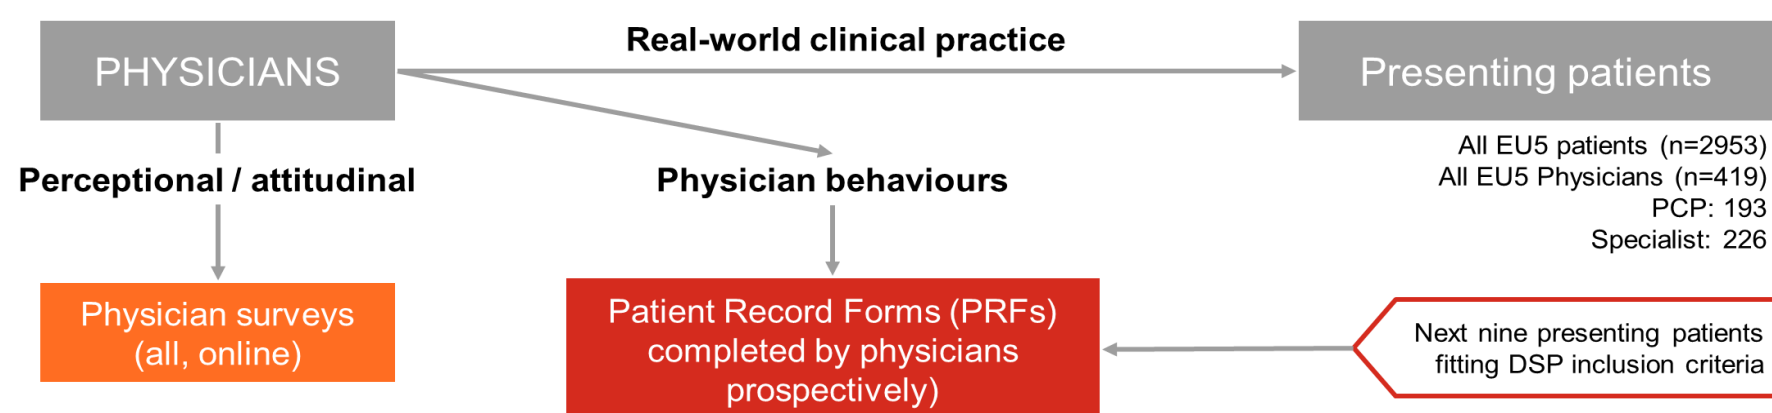 Real-world clinical practice
PHYSICIANS
Presenting patients
All EU5 patients (n=2953)
All EU5 Physicians (n=419)
PCP: 193
Specialist: 226
Perceptional / attitudinal
Physician behaviours
Physician surveys
(all, online)
Patient Record Forms (PRFs)
completed by physicians
prospectively)
Next nine presenting patients
fitting DSP inclusion criteria